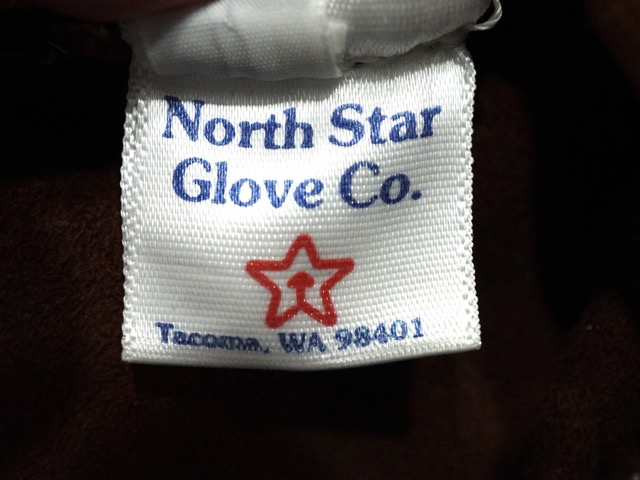 North Star
Glove Co.
Tacoma, WA 98401